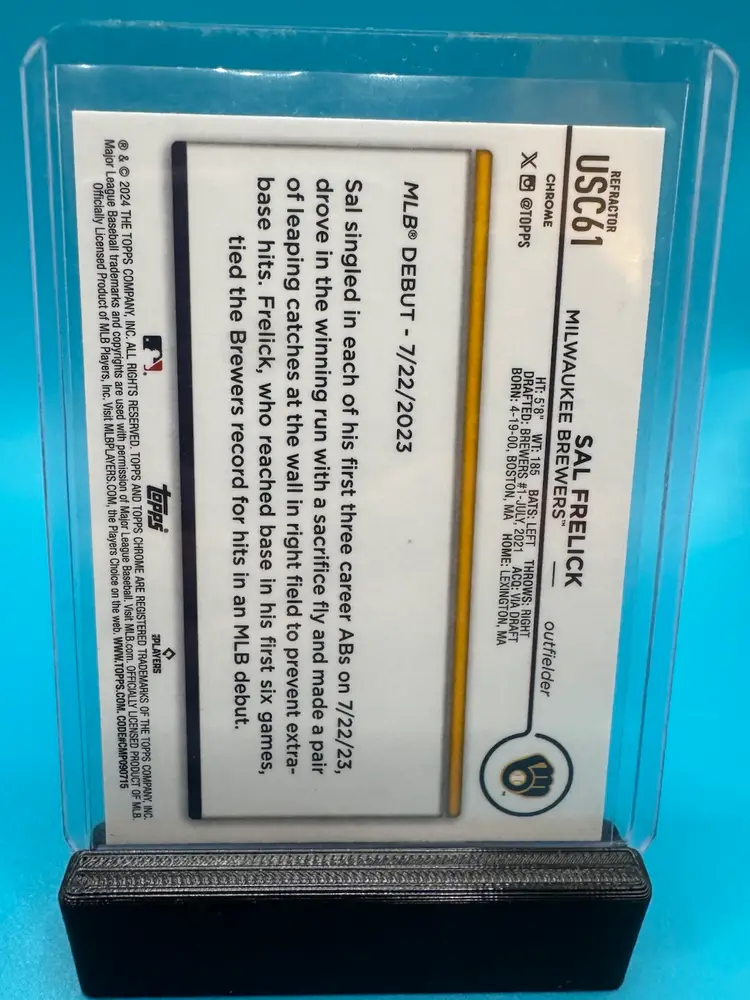 REFRACTOR
USC61
CHROME
X @TOPPS
SAL FRELICK
MILWAUKEE BREWERS™
outfielder
HT: 5'8" WT: 185 BATS: LEFT THROWS: RIGHT
DRAFTED: BREWERS #1-JULY, 2021 ACQ: VIA DRAFT
BORN: 4-19-00, BOSTON, MA HOME: LEXINGTON, MA
MLB® DEBUT - 7/22/2023
Sal singled in each of his first three career ABs on 7/22/23,
drove in the winning run with a sacrifice fly and made a pair
of leaping catches at the wall in right field to prevent extra-
base hits. Frelick, who reached base in his first six games,
tied the Brewers record for hits in an MLB debut.
topps
PLAYERS
® & © 2024 THE TOPPS COMPANY, INC. ALL RIGHTS RESERVED. TOPPS AND TOPPS CHROME ARE REGISTERED TRADEMARKS OF THE TOPPS COMPANY, INC.
Major League Baseball trademarks and copyrights are used with permission of Major League Baseball. Visit MLB.com. OFFICIALLY LICENSED PRODUCT OF MLB
Officially Licensed Product of MLB Players, Inc. Visit MLBPLAYERS.COM, the Players Choice on the web. WWW.TOPPS.COM. CODE#CMP090715